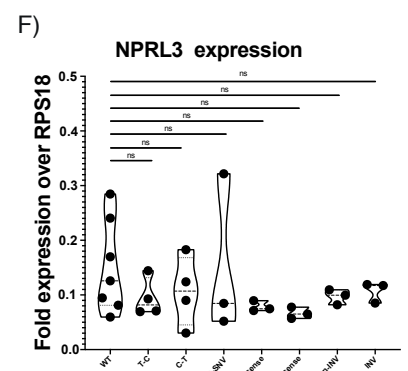 F)
NPRL3 expression
Fold expression over RPS18
0.5
0.4
0.3
0.2
0.1
0.0
ns
ns
ns
ns
ns
ns
ns
WT
T-C
C-T
SNV
INV